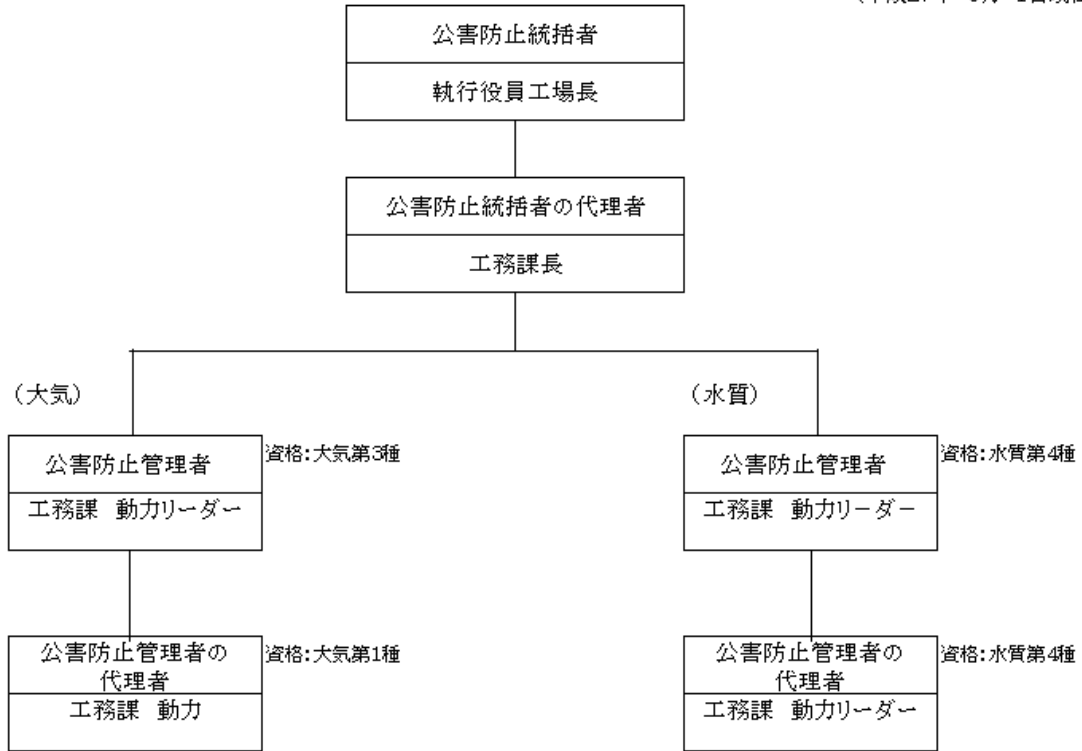 公害防止統括者
執行役員工場長
公害防止統括者の代理者
工務課長
(大気)
(水質)
公害防止管理者
資格:大気第3種
工務課 動力リーダー
公害防止管理者
資格:水質第4種
工務課 動力リーダー
公害防止管理者の
代理者
資格:大気第1種
工務課 動力
公害防止管理者の
代理者
資格:水質第4種
工務課 動力リーダー